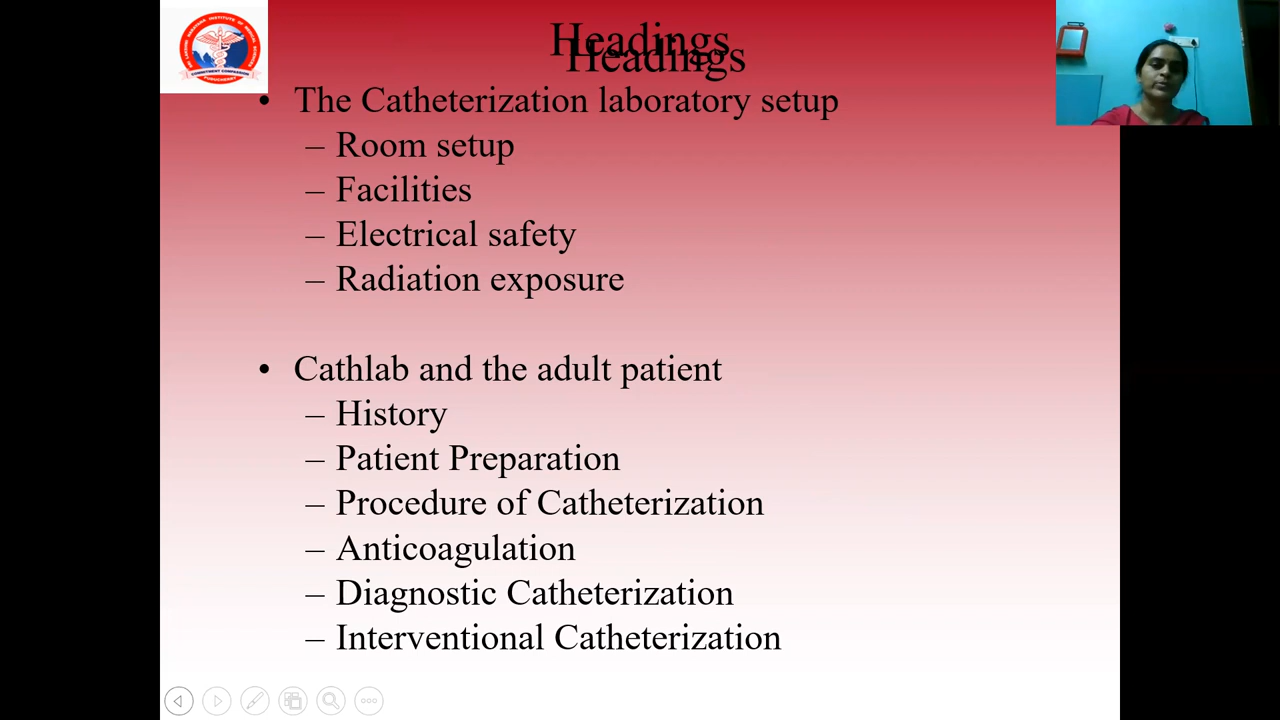 Headings
Headings
• The Catheterization laboratory setup
– Room setup
– Facilities
– Electrical safety
– Radiation exposure
• Cathlab and the adult patient
– History
– Patient Preparation
– Procedure of Catheterization
– Anticoagulation
– Diagnostic Catheterization
– Interventional Catheterization